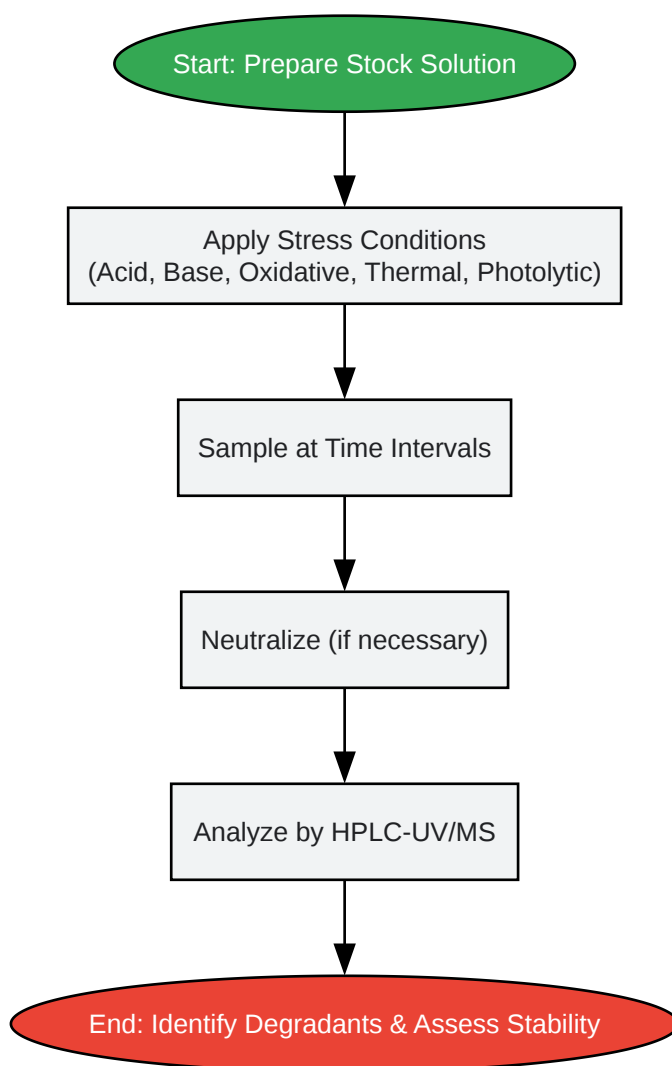 Start: Prepare Stock Solution
Apply Stress Conditions
(Acid, Base, Oxidative, Thermal, Photolytic)
Sample at Time Intervals
Neutralize (if necessary)
Analyze by HPLC-UV/MS
End: Identify Degradants & Assess Stability